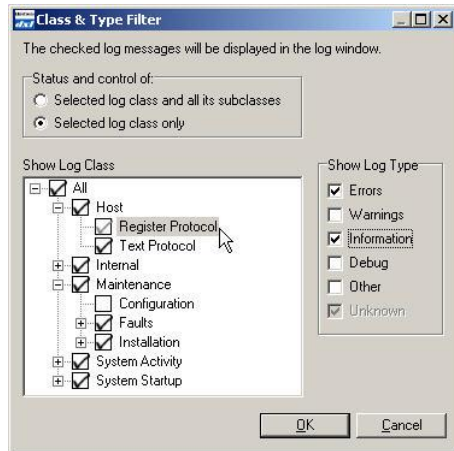 Class & Type Filter
The checked log messages will be displayed in the log window.
Status and control of:
Selected log class and all its subclasses
Selected log class only
Show Log Class
All
Host
Register Protocol
Text Protocol
Internal
Maintenance
Configuration
Faults
Installation
System Activity
System Startup
Show Log Type
Errors
Warnings
Information
Debug
Other
Unknown
OK
Cancel